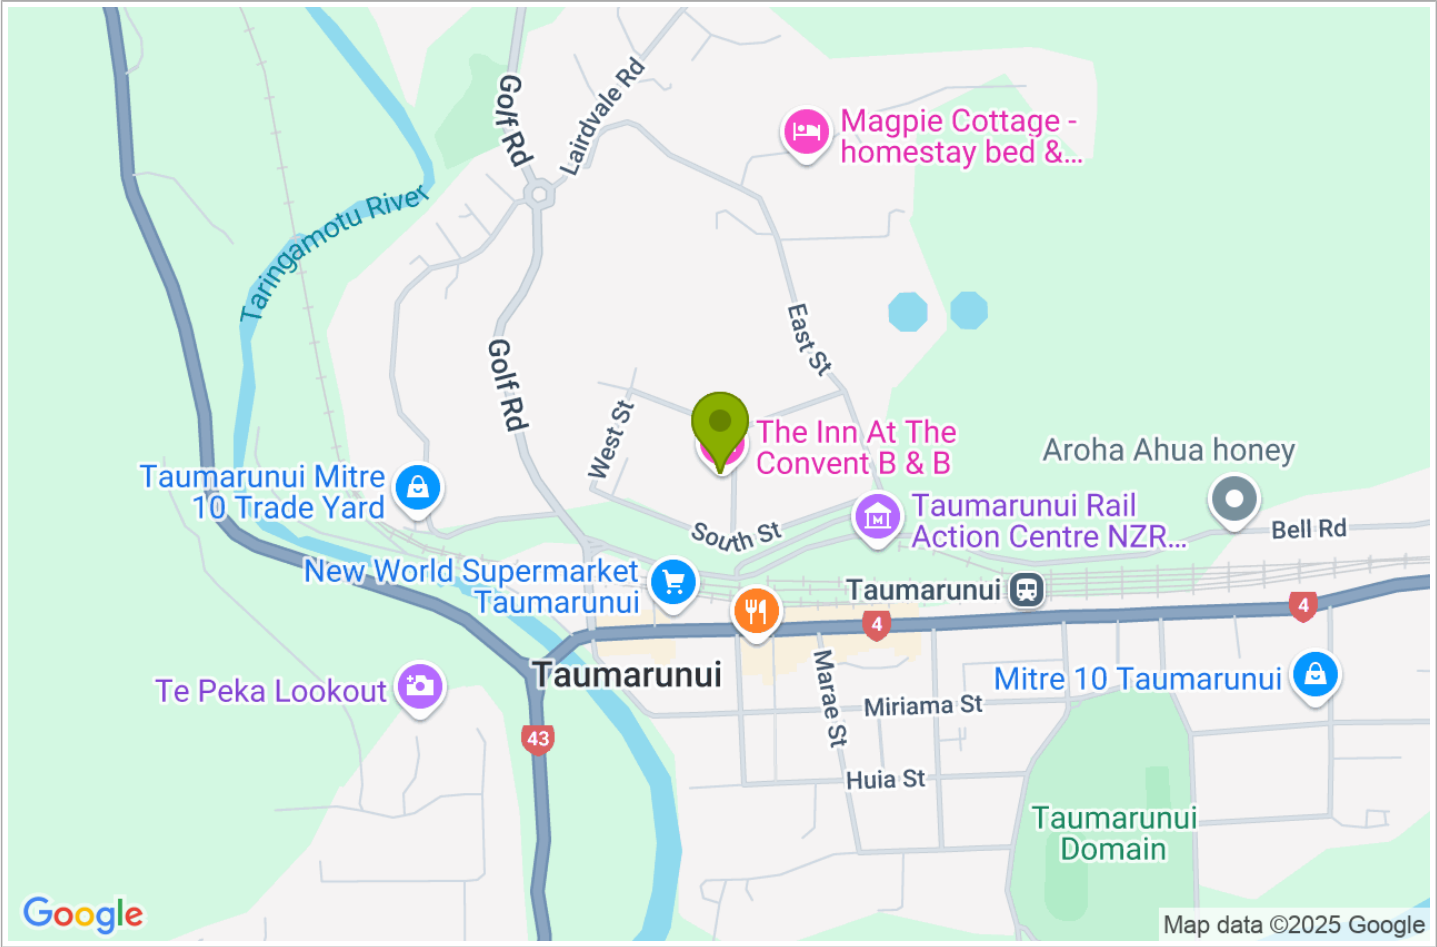 Golf Rd
Lairdvale Rd
Magpie Cottage -
homestay bed &...
Taringamotu River
East St
Golf Rd
West St
The Inn At The
Convent B & B
Aroha Ahua honey
Taumarunui Mitre
10 Trade Yard
Taumarunui Rail
Action Centre NZR...
South St
Bell Rd
New World Supermarket
Taumarunui
Taumarunui
4
4
Taumarunui
Te Peka Lookout
Marae St
Miriama St
Mitre 10 Taumarunui
43
Huia St
Taumarunui
Domain
Google
Map data ©2025 Google